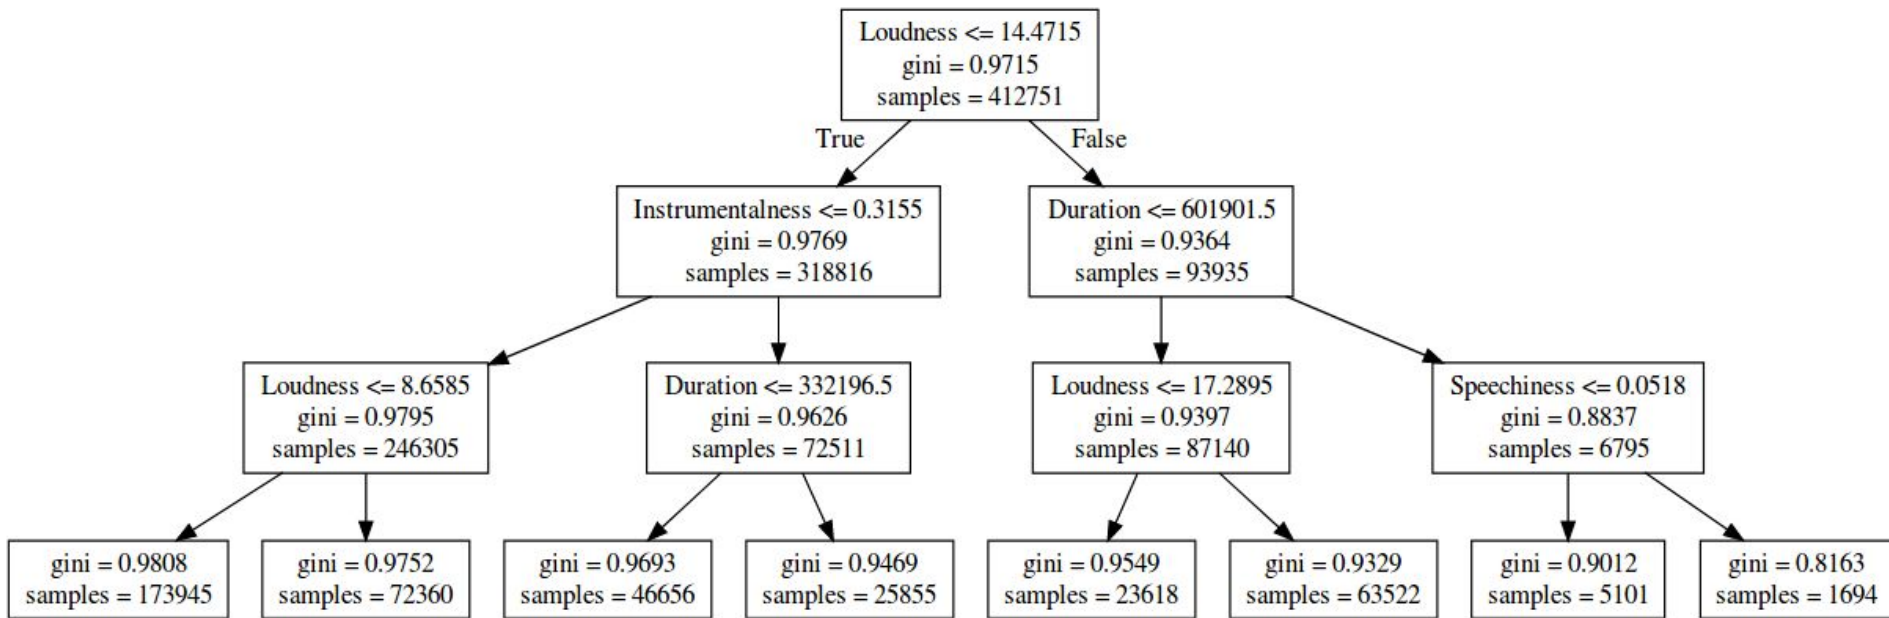 Loudness <= 14.4715
gini = 0.9715
samples = 412751
True
False
Instrumentalness <= 0.3155
gini = 0.9769
samples = 318816
Duration <= 601901.5
gini = 0.9364
samples = 93935
Loudness <= 8.6585
gini = 0.9795
samples = 246305
Duration <= 332196.5
gini = 0.9626
samples = 72511
Loudness <= 17.2895
gini = 0.9397
samples = 87140
Speechiness <= 0.0518
gini = 0.8837
samples = 6795
gini = 0.9808
samples = 173945
gini = 0.9752
samples = 72360
gini = 0.9693
samples = 46656
gini = 0.9469
samples = 25855
gini = 0.9549
samples = 23618
gini = 0.9329
samples = 63522
gini = 0.9012
samples = 5101
gini = 0.8163
samples = 1694